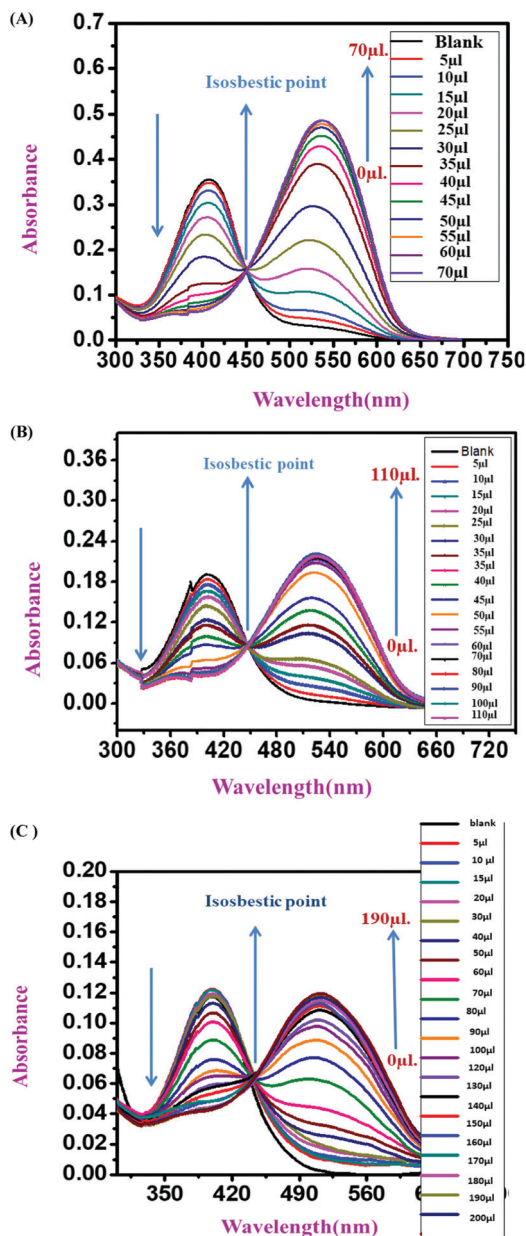 (A)
0.7
0.6
0.5
0.4
0.3
0.2
0.1
0.0
300 350 400 450 500 550 600 650 700 750
Absorbance
Wavelength(nm)
Isosbestic point
70µl.
0µl.
Blank
5µl
10µl
15µl
20µl
25µl
30µl
35µl
40µl
45µl
50µl
55µl
60µl
70µl
(B)
0.36
0.30
0.24
0.18
0.12
0.06
0.00
300 360 420 480 540 600 660 720
Absorbance
Wavelength(nm)
Isosbestic point
110µl.
0µl.
Blank
5µl
10µl
15µl
20µl
25µl
30µl
35µl
35µl
40µl
45µl
50µl
55µl
60µl
70µl
80µl
90µl
100µl
110µl
(C )
0.20
0.18
0.16
0.14
0.12
0.10
0.08
0.06
0.04
0.02
0.00
350 420 490 560
Absorbance
Wavelength(nm)
Isosbestic point
190µl.
0µl.
blank
5µl
10 µl
15µl
20µl
30µl
40µl
50µl
60µl
70µl
80µl
90µl
100µl
120µl
130µl
140µl
150µl
160µl
170µl
180µl
190µl
200µl